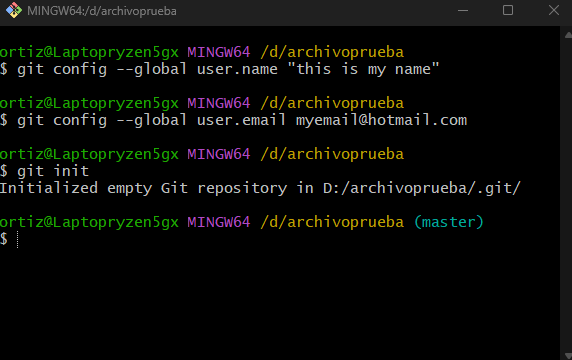 MINGW64:/d/archivoprueba
ortiz@Laptopryzen5gx MINGW64 /d/archivoprueba
$ git config --global user.name "this is my name"
ortiz@Laptopryzen5gx MINGW64 /d/archivoprueba
$ git config --global user.email myemail@hotmail.com
ortiz@Laptopryzen5gx MINGW64 /d/archivoprueba
$ git init
Initialized empty Git repository in D:/archivoprueba/.git/
ortiz@Laptopryzen5gx MINGW64 /d/archivoprueba (master)
$